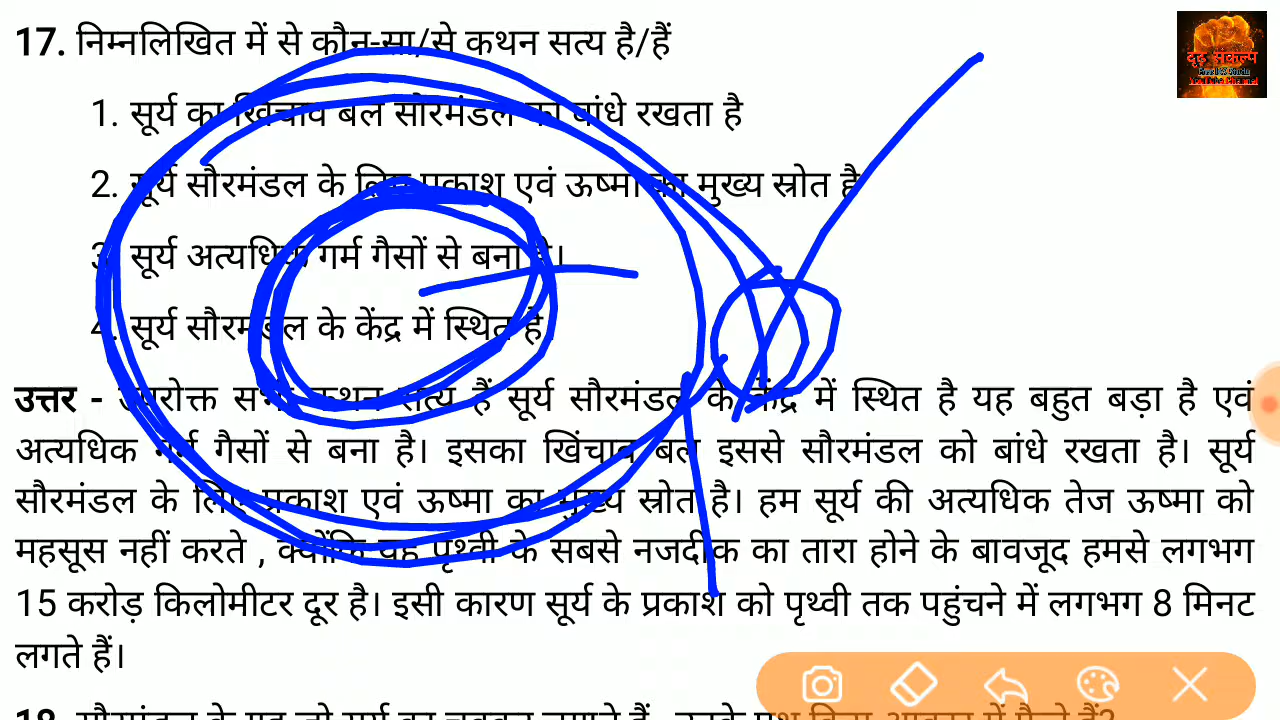 17. निम्नलिखित में से कौन-सा/से कथन सत्य है/हैं
दृढ़ संकल्प
1. सूर्य का खिंचाव बल सौरमंडल को बांधे रखता है
2. सूर्य सौरमंडल के लिए प्रकाश एवं ऊष्मा का मुख्य स्रोत है
3. सूर्य अत्यधिक गर्म गैसों से बना है।
4. सूर्य सौरमंडल के केंद्र में स्थित है
उत्तर - उपरोक्त सभी कथन सत्य हैं सूर्य सौरमंडल के केंद्र में स्थित है यह बहुत बड़ा है एवं
अत्यधिक गर्म गैसों से बना है। इसका खिंचाव बल इससे सौरमंडल को बांधे रखता है। सूर्य
सौरमंडल के लिए प्रकाश एवं ऊष्मा का मुख्य स्रोत है। हम सूर्य की अत्यधिक तेज ऊष्मा को
महसूस नहीं करते , क्योंकि वह पृथ्वी के सबसे नजदीक का तारा होने के बावजूद हमसे लगभग
15 करोड़ किलोमीटर दूर है। इसी कारण सूर्य के प्रकाश को पृथ्वी तक पहुंचने में लगभग 8 मिनट
लगते हैं।